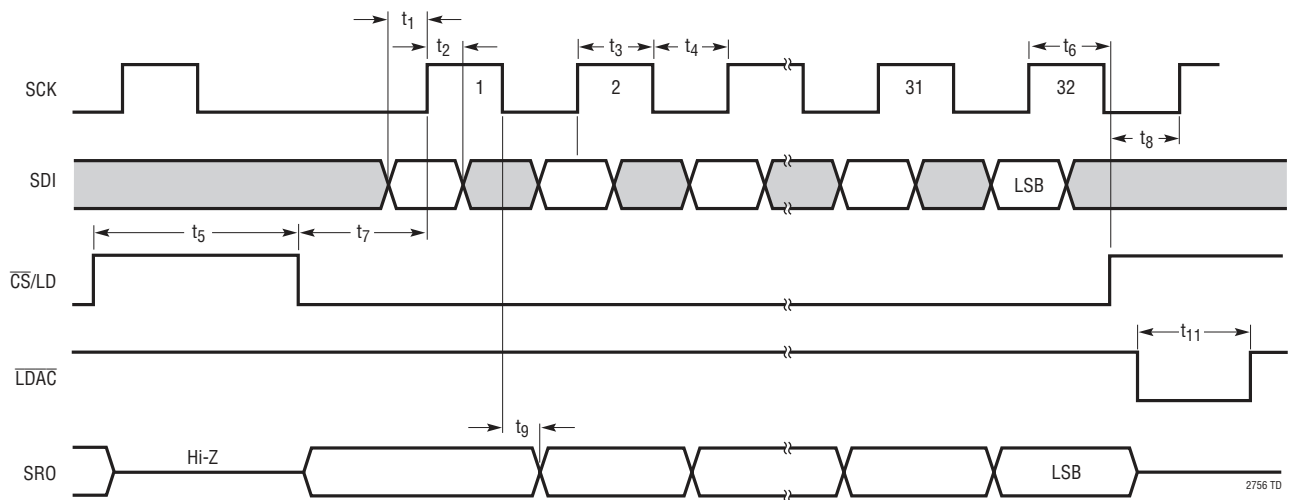 t1
t2
t3
t4
t6
SCK
1
2
31
32
t8
SDI
LSB
t5
t7
CS/LD
t11
LDAC
t9
Hi-Z
SRO
LSB
2756 TD